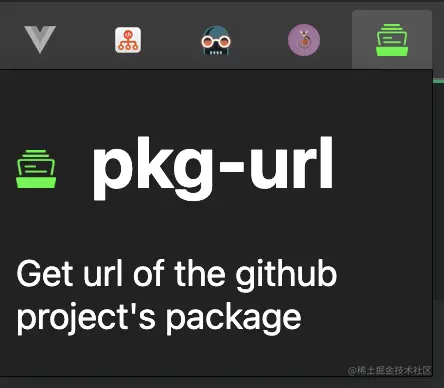 pkg-url
Get url of the github
project's package
@稀土掘金技术社区